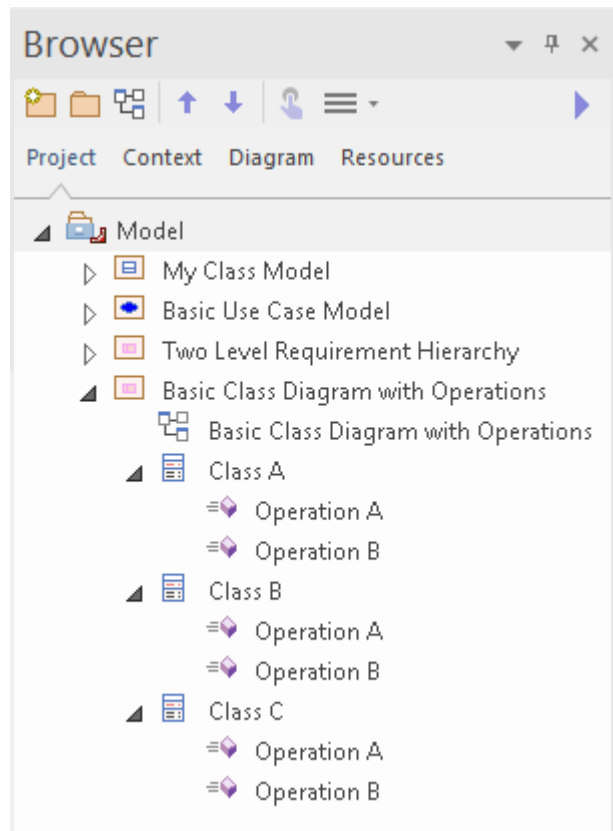 Browser
Project Context Diagram Resources
Model
My Class Model
Basic Use Case Model
Two Level Requirement Hierarchy
Basic Class Diagram with Operations
Basic Class Diagram with Operations
Class A
Operation A
Operation B
Class B
Operation A
Operation B
Class C
Operation A
Operation B